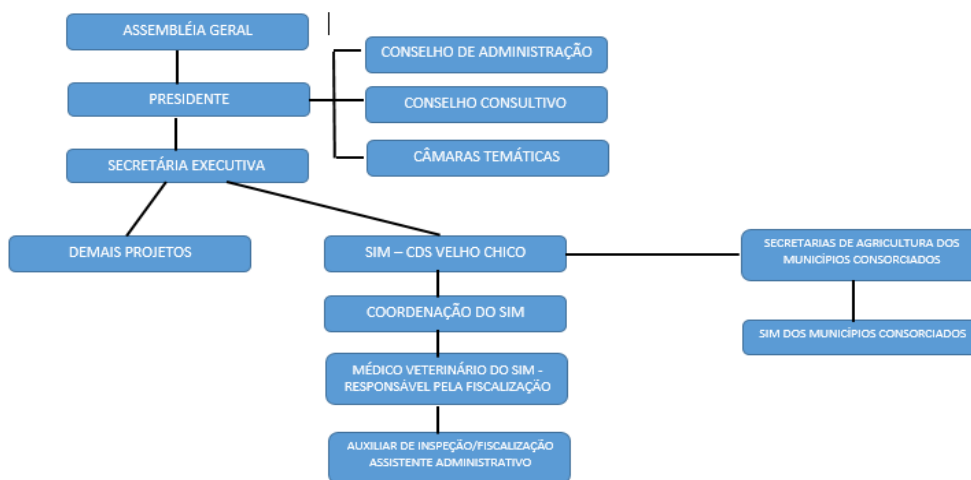 ASSEMBLÉIA GERAL
CONSELHO DE ADMINISTRAÇÃO
PRESIDENTE
CONSELHO CONSULTIVO
CÂMARAS TEMÁTICAS
SECRETÁRIA EXECUTIVA
DEMAIS PROJETOS
SIM – CDS VELHO CHICO
SECRETARIAS DE AGRICULTURA DOS
MUNICÍPIOS CONSORCIADOS
COORDENAÇÃO DO SIM
SIM DOS MUNICÍPIOS CONSORCIADOS
MÉDICO VETERINÁRIO DO SIM -
RESPONSÁVEL PELA FISCALIZAÇÃO
AUXILIAR DE INSPEÇÃO/FISCALIZAÇÃO
ASSISTENTE ADMINISTRATIVO